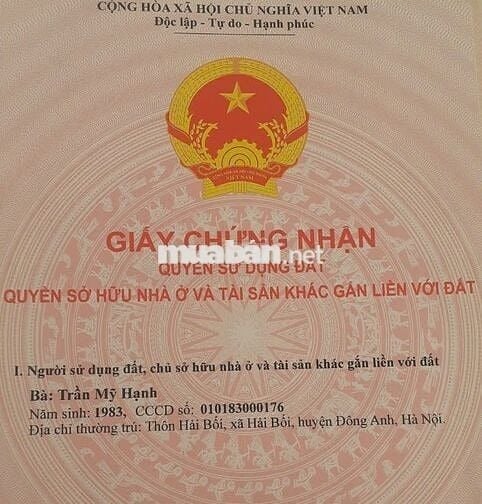 CỘNG HÒA XÃ HỘI CHỦ NGHĨA VIỆT NAM
Độc lập - Tự do - Hạnh phúc
VIỆT NAM
GIẤY CHỨNG NHẬN
muaban.net
QUYỀN SỬ DỤNG ĐẤT
QUYỀN SỞ HỮU NHÀ Ở VÀ TÀI SẢN KHÁC GẮN LIỀN VỚI ĐẤT
I. Người sử dụng đất, chủ sở hữu nhà ở và tài sản khác gắn liền với đất
Bà: Trần Mỹ Hạnh
Năm sinh: 1983, CCCD số: 010183000176
Địa chỉ thường trú: Thôn Hải Bối, xã Hải Bối, huyện Đông Anh, Hà Nội.